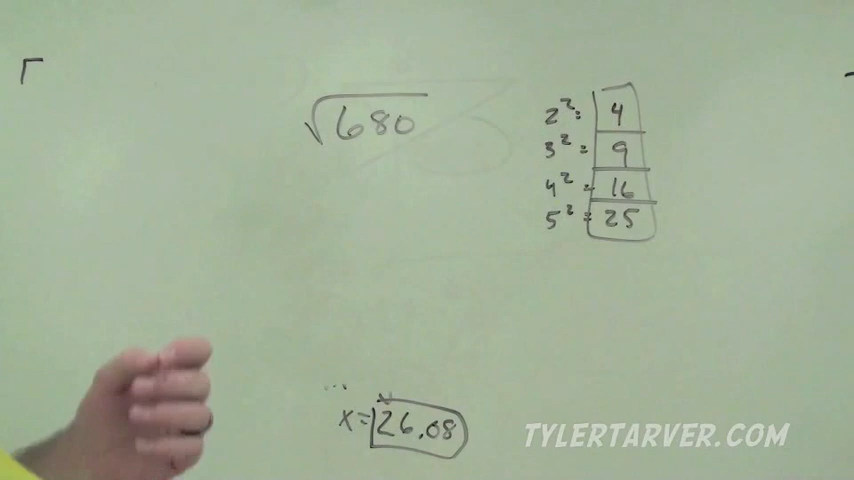 √680
2² = 4
3² = 9
4² = 16
5² = 25
x = 26.08
TYLERTARVER.COM